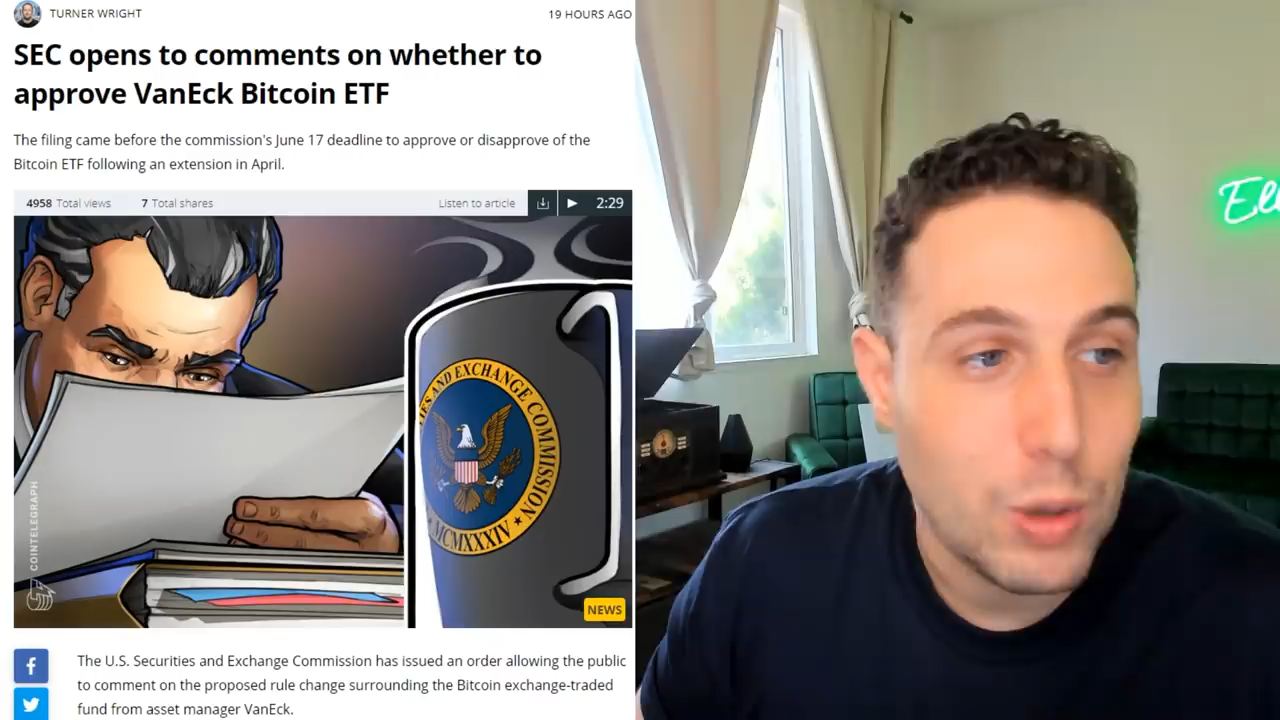 TURNER WRIGHT
19 HOURS AGO
SEC opens to comments on whether to
approve VanEck Bitcoin ETF
The filing came before the commission's June 17 deadline to approve or disapprove of the
Bitcoin ETF following an extension in April.
4958 Total views 7 Total shares Listen to article 2:29
AND EXCHANGE COMMISSION
MCMXXXIV
COINTELEGRAPH
NEWS
The U.S. Securities and Exchange Commission has issued an order allowing the public
to comment on the proposed rule change surrounding the Bitcoin exchange-traded
fund from asset manager VanEck.